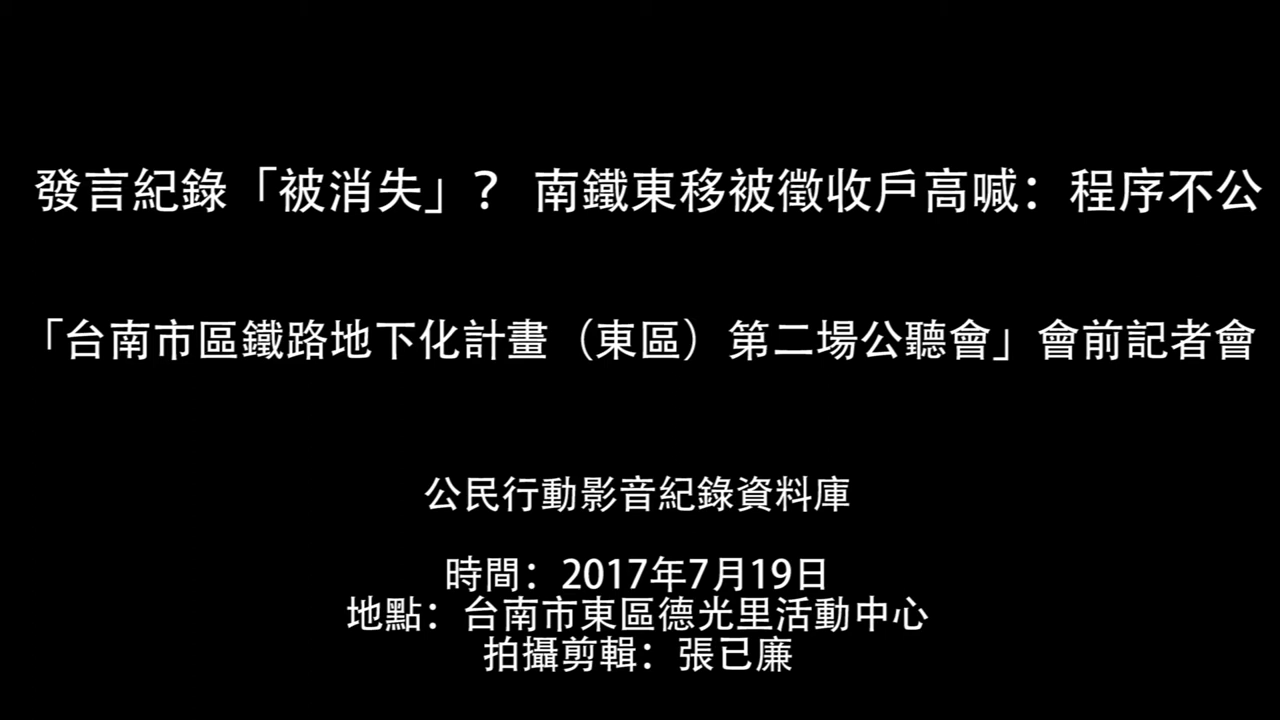 發言紀錄「被消失」? 南鐵東移被徵收戶高喊：程序不公
「台南市區鐵路地下化計畫（東區）第二場公聽會」會前記者會
公民行動影音紀錄資料庫
時間：2017年7月19日
地點：台南市東區德光里活動中心
拍攝剪輯：張已廉